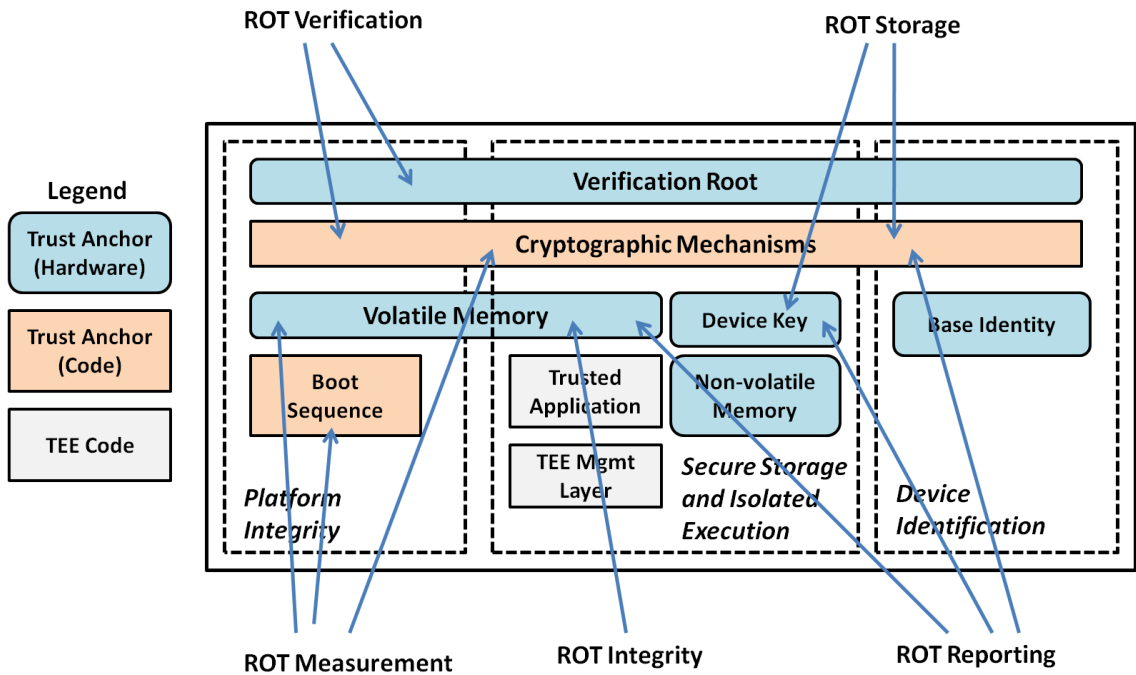 ROT Verification
ROT Storage
Legend
Trust Anchor
(Hardware)
Trust Anchor
(Code)
TEE Code
Verification Root
Cryptographic Mechanisms
Volatile Memory
Device Key
Base Identity
Boot
Sequence
Trusted
Application
Non-volatile
Memory
TEE Mgmt
Layer
Platform
Integrity
Secure Storage
and Isolated
Execution
Device
Identification
ROT Measurement
ROT Integrity
ROT Reporting